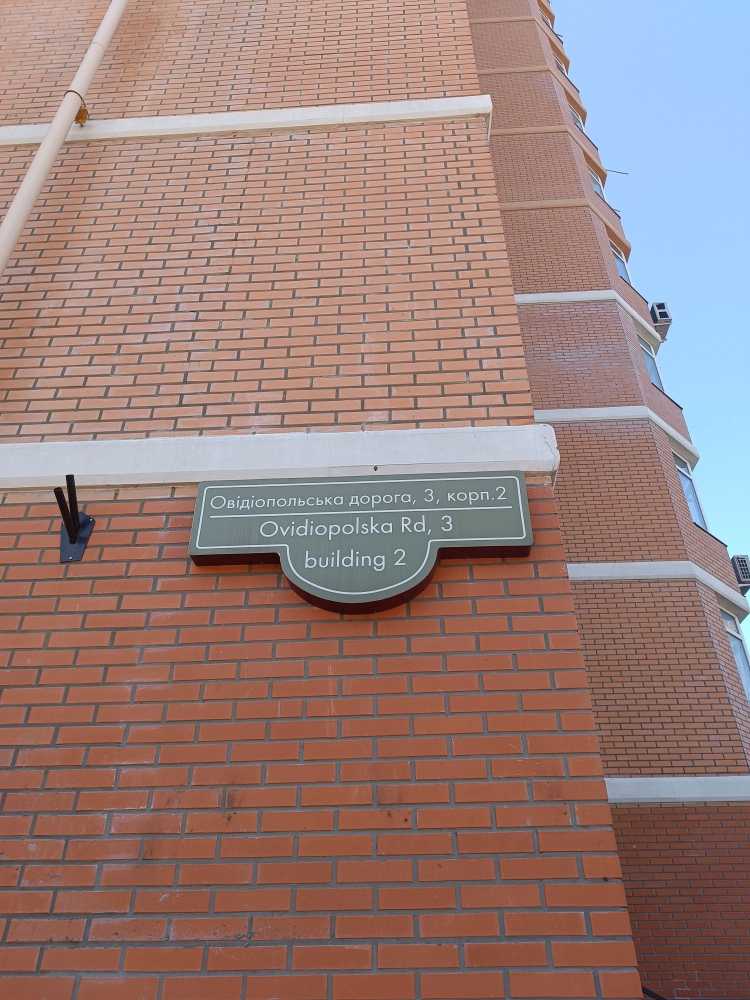 Овідіопольська дорога, 3, корп.2
Ovidiopolska Rd, 3
building 2